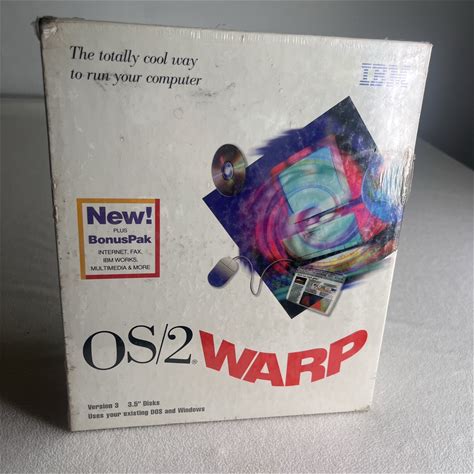 The totally cool way
to run your computer
IBM
New!
PLUS
BonusPak
INTERNET, FAX,
IBM WORKS,
MULTIMEDIA & MORE
OS/2® WARP
Version 3 3.5" Disks
Uses your existing DOS and Windows